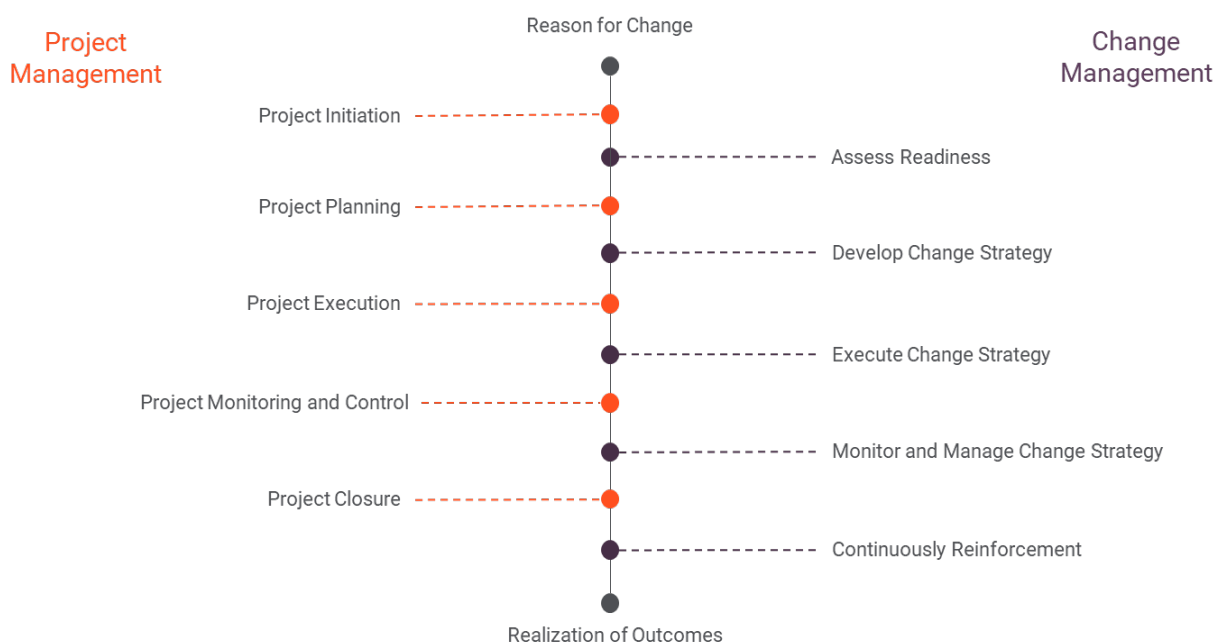 Reason for Change
Project
Management
Change
Management
Project Initiation
Assess Readiness
Project Planning
Develop Change Strategy
Project Execution
Execute Change Strategy
Project Monitoring and Control
Monitor and Manage Change Strategy
Project Closure
Continuously Reinforcement
Realization of Outcomes